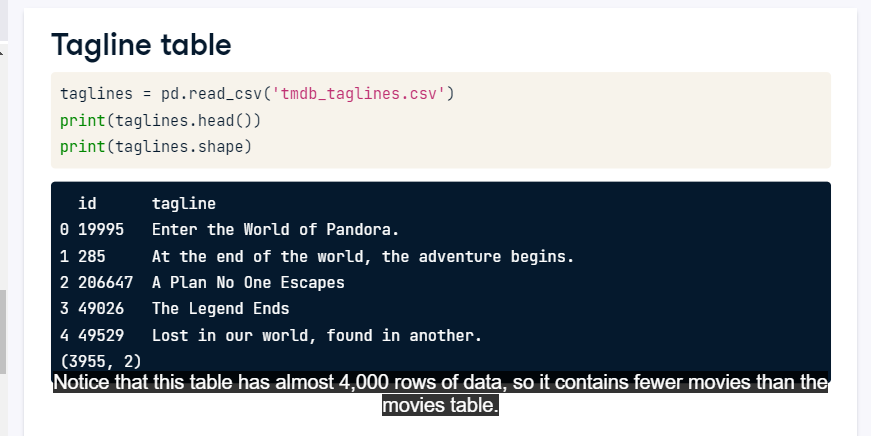 Tagline table
taglines = pd.read_csv('tmdb_taglines.csv')
print(taglines.head())
print(taglines.shape)
id tagline
0 19995 Enter the World of Pandora.
1 285 At the end of the world, the adventure begins.
2 206647 A Plan No One Escapes
3 49026 The Legend Ends
4 49529 Lost in our world, found in another.
(3955, 2)
Notice that this table has almost 4,000 rows of data, so it contains fewer movies than the
movies table.